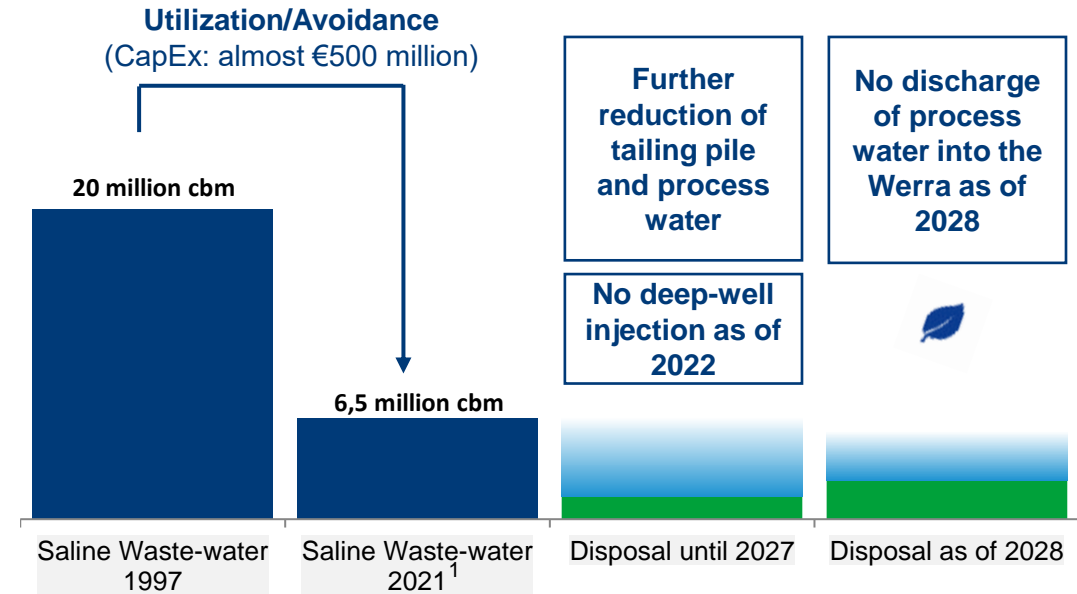 Utilization/Avoidance
(CapEx: almost €500 million)
20 million cbm
6,5 million cbm
Further
reduction of
tailing pile
and process
water
No deep-well
injection as of
2022
No discharge
of process
water into the
Werra as of
2028
Saline Waste-water
1997
Saline Waste-water
2021¹
Disposal until 2027
Disposal as of 2028